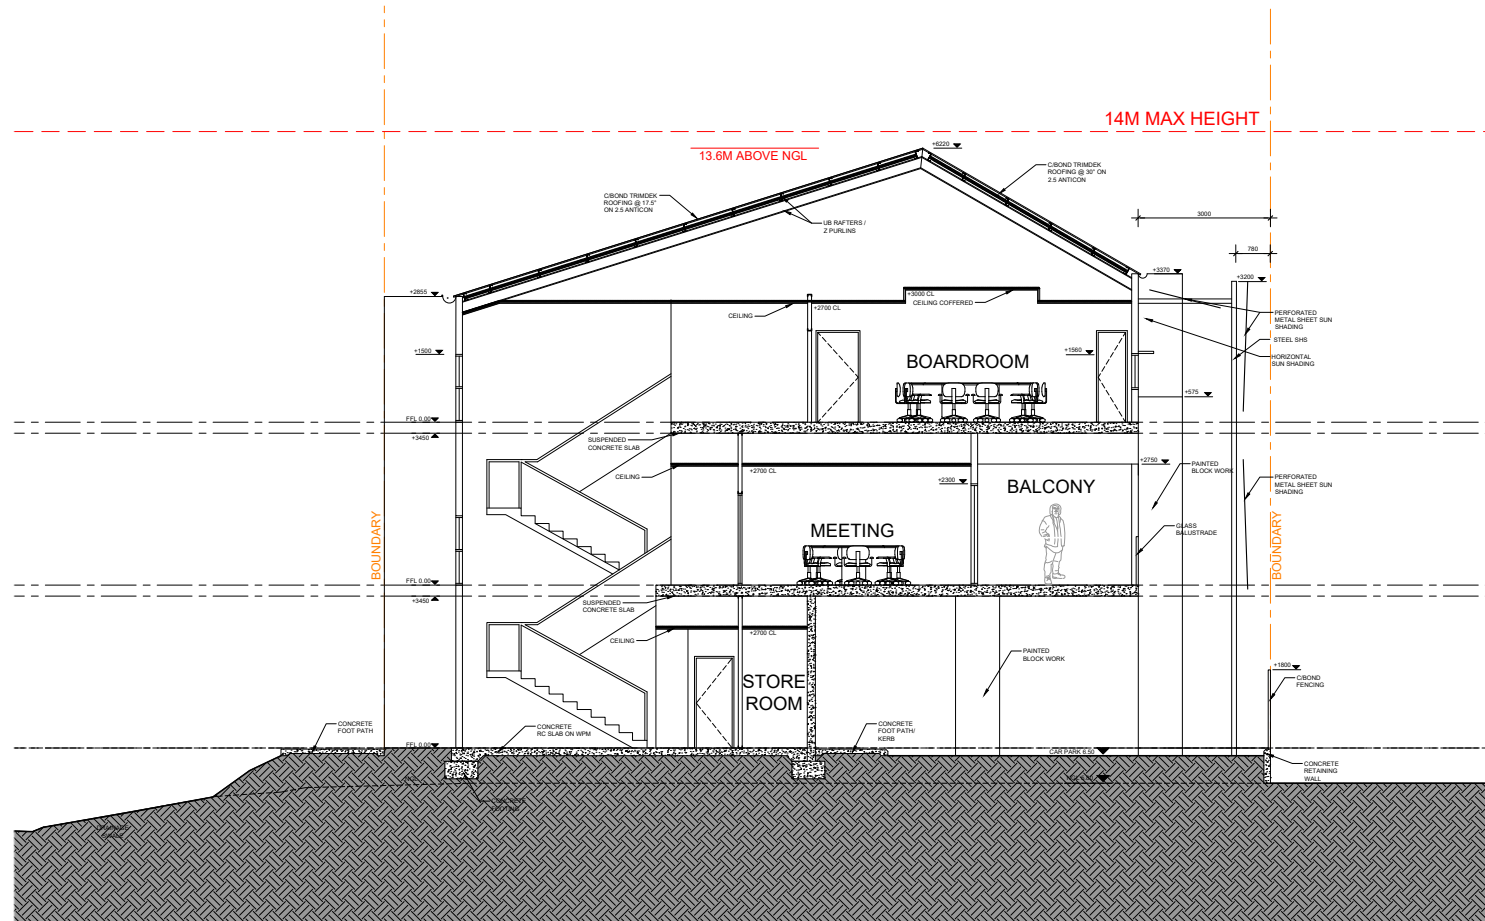 14M MAX HEIGHT
13.6M ABOVE NGL
+6220
C/BOND TRIMDEK
ROOFING @ 30° ON
2.5 ANTICON
C/BOND TRIMDEK
ROOFING @ 17.5°
ON 2.5 ANTICON
UB RAFTERS /
Z PURLINS
3000
780
+3370
+3200
+2855
+3000 CL
CEILING COFFERED
CEILING
+2700 CL
PERFORATED
METAL SHEET SUN
SHADING
STEEL SHS
HORIZONTAL
SUN SHADING
+1500
+1560
BOARDROOM
+575
FFL 0.00
+3450
SUSPENDED
CONCRETE SLAB
CEILING
+2700 CL
+2750
PAINTED
BLOCK WORK
+2300
BALCONY
PERFORATED
METAL SHEET SUN
SHADING
MEETING
GLASS
BALUSTRADE
BOUNDARY
BOUNDARY
FFL 0.00
+3450
SUSPENDED
CONCRETE SLAB
CEILING
+2700 CL
PAINTED
BLOCK WORK
+1800
C/BOND
FENCING
STORE
ROOM
CONCRETE
FOOT PATH
CONCRETE
RC SLAB ON WPM
CONCRETE
FOOT PATH/
KERB
FFL 0.00
CAR PARK 6.50
CONCRETE
RETAINING
WALL
NGL
CONCRETE
FOOTING